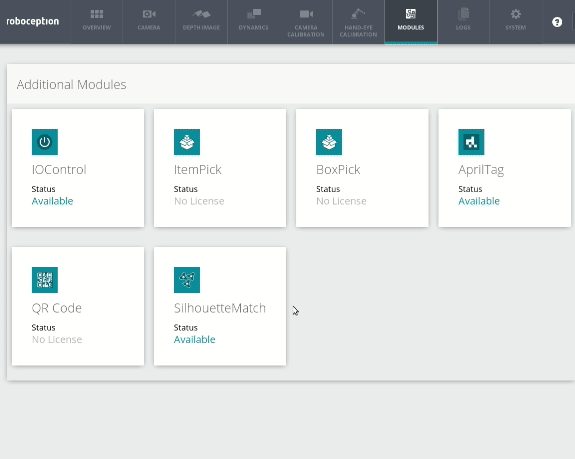 roboception
OVERVIEW
CAMERA
DEPTH IMAGE
DYNAMICS
CAMERA
CALIBRATION
HAND-EYE
CALIBRATION
MODULES
LOGS
SYSTEM
?
Additional Modules
IOControl
Status
Available
ItemPick
Status
No License
BoxPick
Status
No License
AprilTag
Status
Available
QR Code
Status
No License
SilhouetteMatch
Status
Available